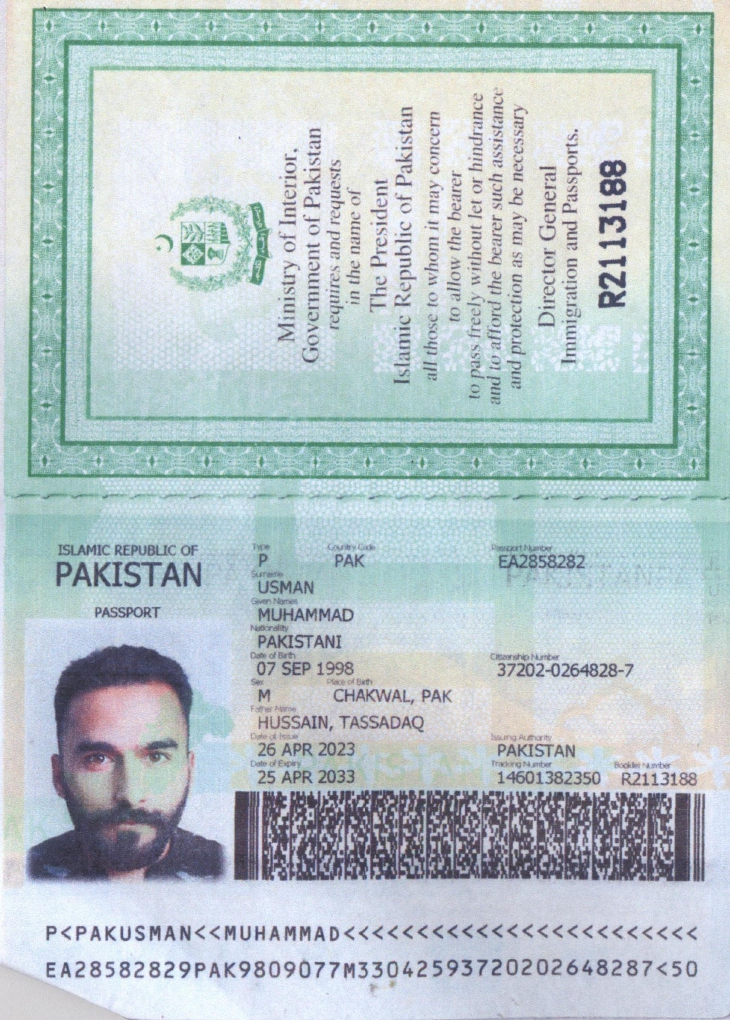 Ministry of Interior,
Government of Pakistan
requires and requests
in the name of
The President
Islamic Republic of Pakistan
all those to whom it may concern
to allow the bearer
to pass freely without let or hindrance
and to afford the bearer such assistance
and protection as may be necessary
Director General
Immigration and Passports.
R2113188
ISLAMIC REPUBLIC OF
PAKISTAN
PASSPORT
Type Country Code Passport Number
P PAK EA2858282
Surname
USMAN
Given Names
MUHAMMAD
Nationality
PAKISTANI
Date of Birth Citizenship Number
07 SEP 1998 37202-0264828-7
Sex Place of Birth
M CHAKWAL, PAK
Father Name
HUSSAIN, TASSADAQ
Date of Issue Issuing Authority
26 APR 2023 PAKISTAN
Date of Expiry Tracking Number Booklet Number
25 APR 2033 14601382350 R2113188
P<PAKUSMAN<<MUHAMMAD<<<<<<<<<<<<<<<<<<<<<<<<
EA28582829PAK9809077M33042593720202648287<50